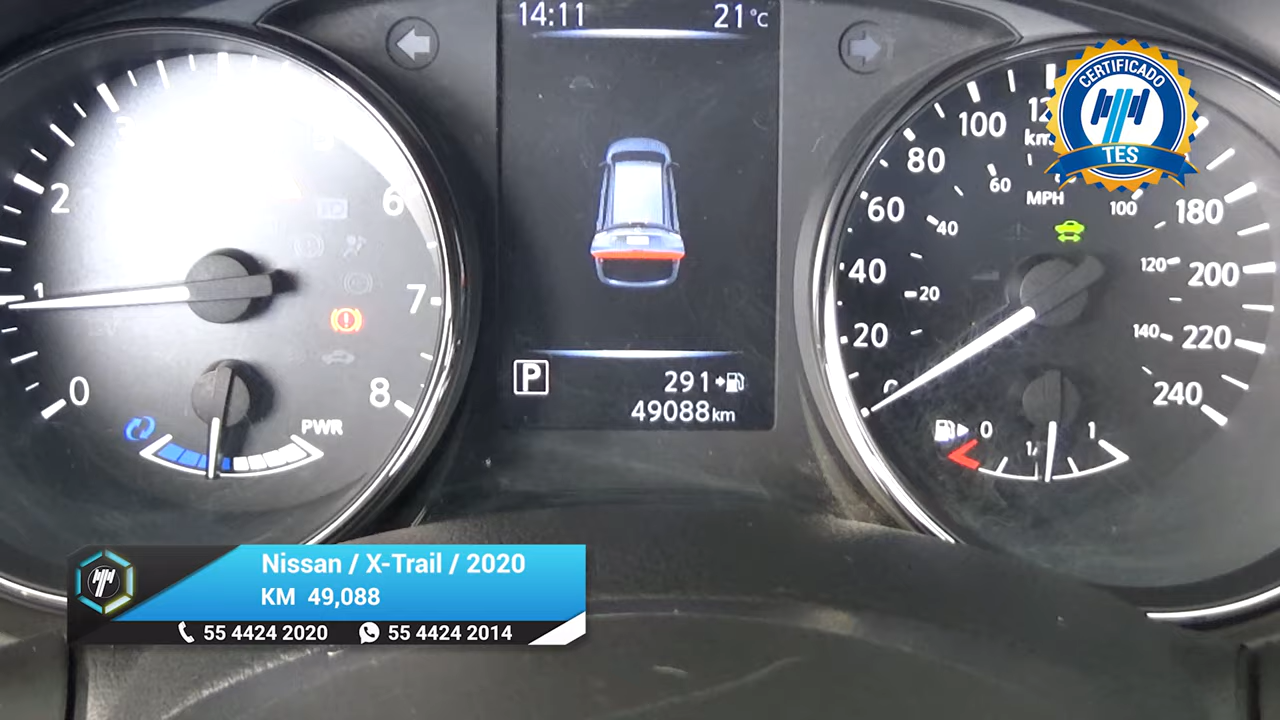 14:11 21°C
CERTIFICADO
TES
2
6
1
7
0
8
PWR
P
291
49088km
100
80
60
40
20
0
60
40
20
MPH
100
120
140
180
200
220
240
0
1
Nissan / X-Trail / 2020
KM 49,088
55 4424 2020 55 4424 2014